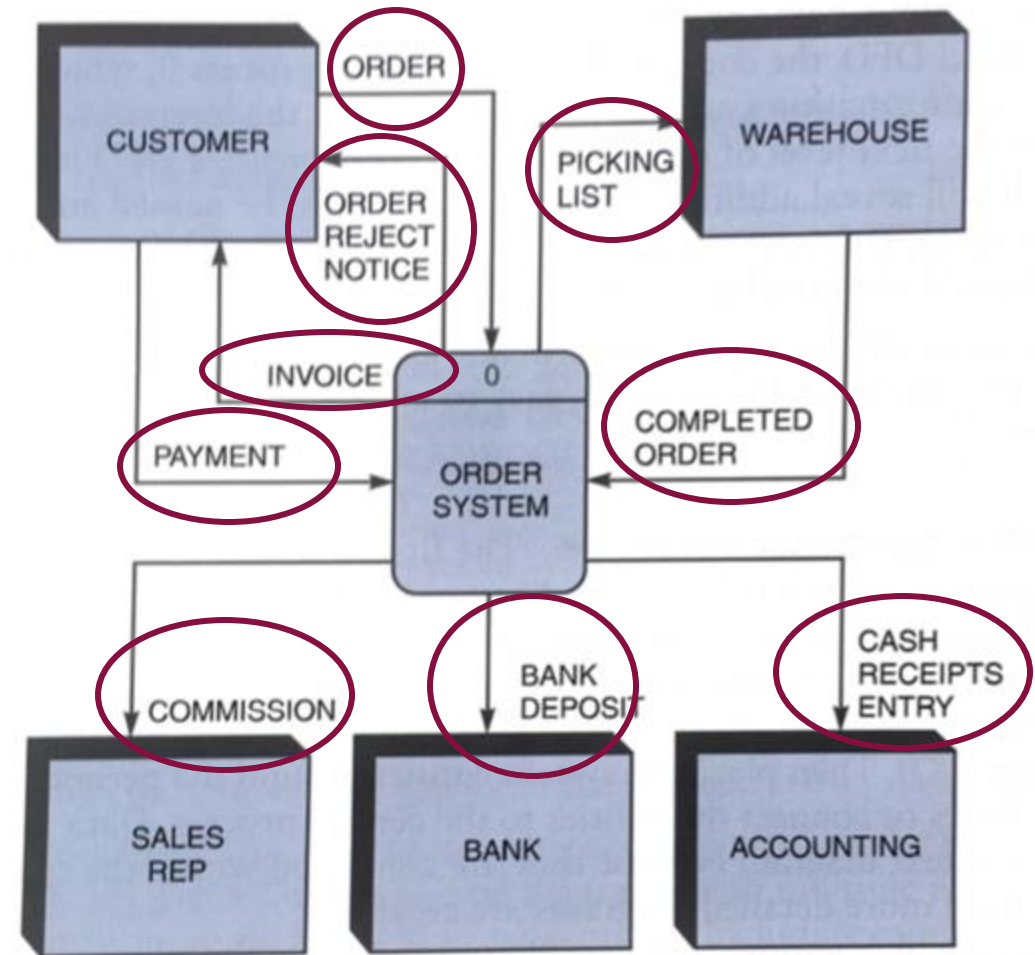 ORDER
CUSTOMER
ORDER
REJECT
NOTICE
PICKING
LIST
WAREHOUSE
INVOICE
0
PAYMENT
ORDER
SYSTEM
COMPLETED
ORDER
COMMISSION
BANK
DEPOSIT
CASH
RECEIPTS
ENTRY
SALES
REP
BANK
ACCOUNTING